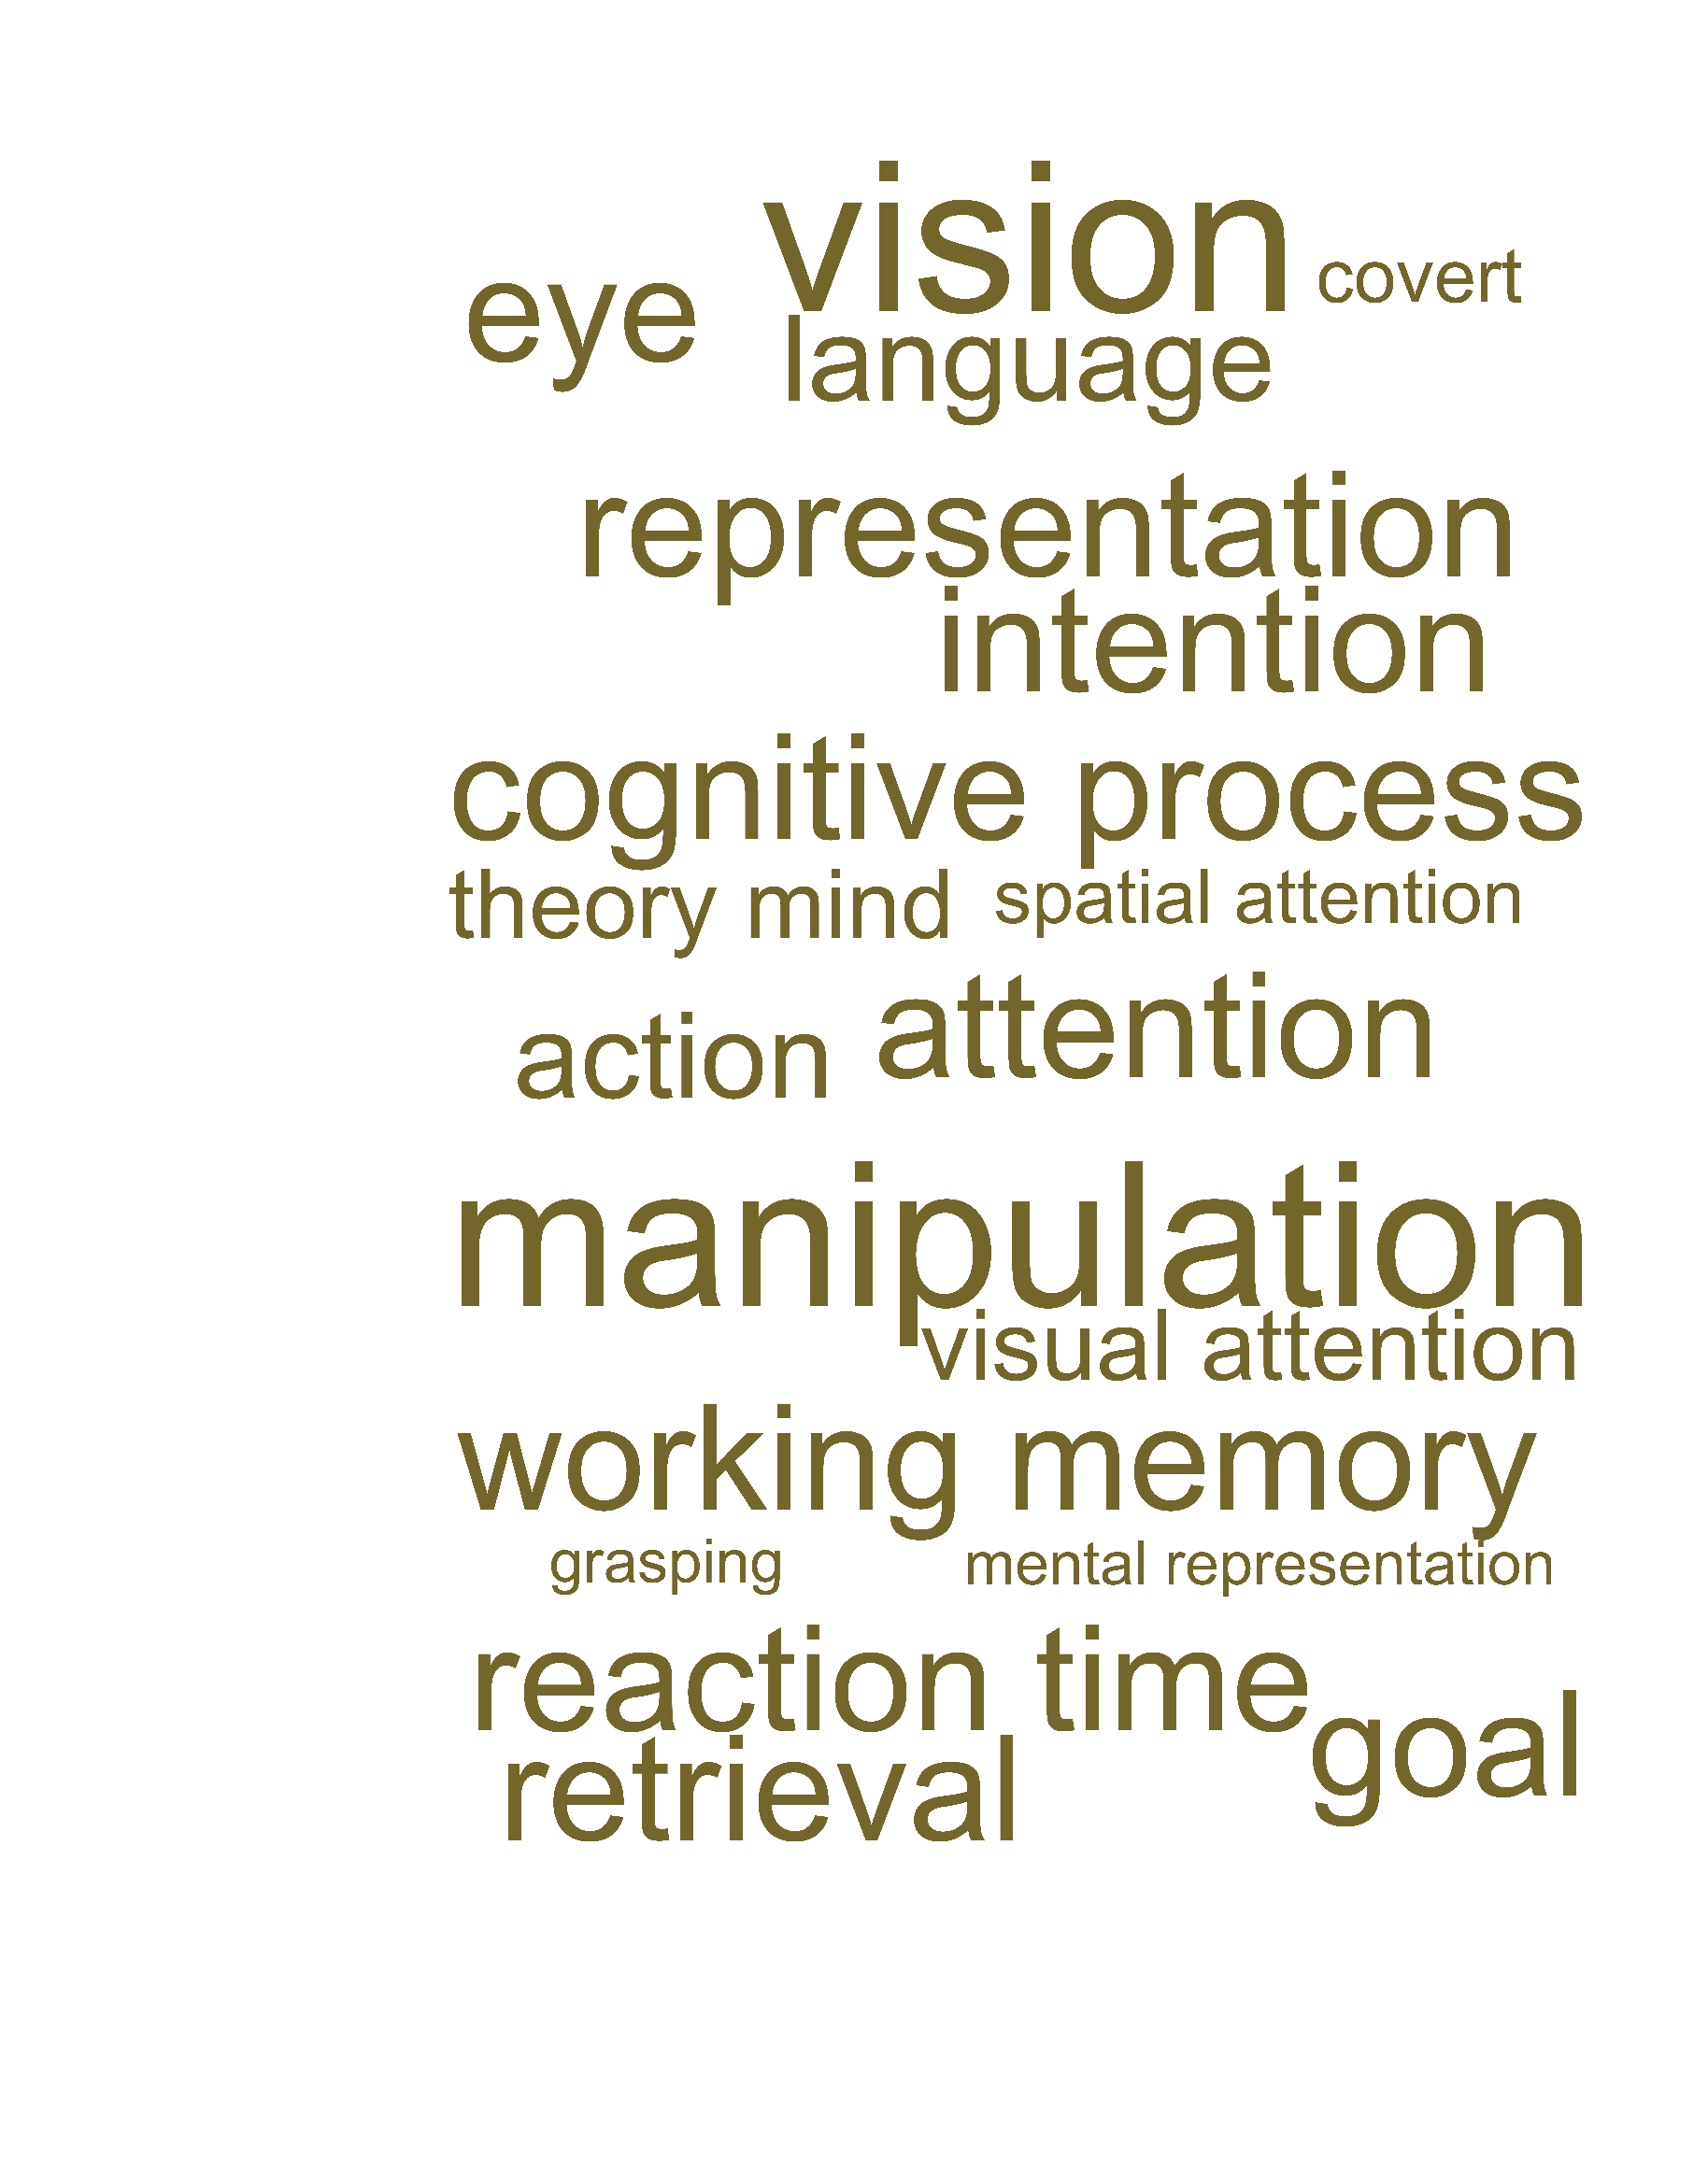 vision
covert
eye
language
representation
intention
cognitive process
theory mind
spatial attention
action
attention
manipulation
visual attention
working memory
grasping
mental representation
reaction time
goal
retrieval